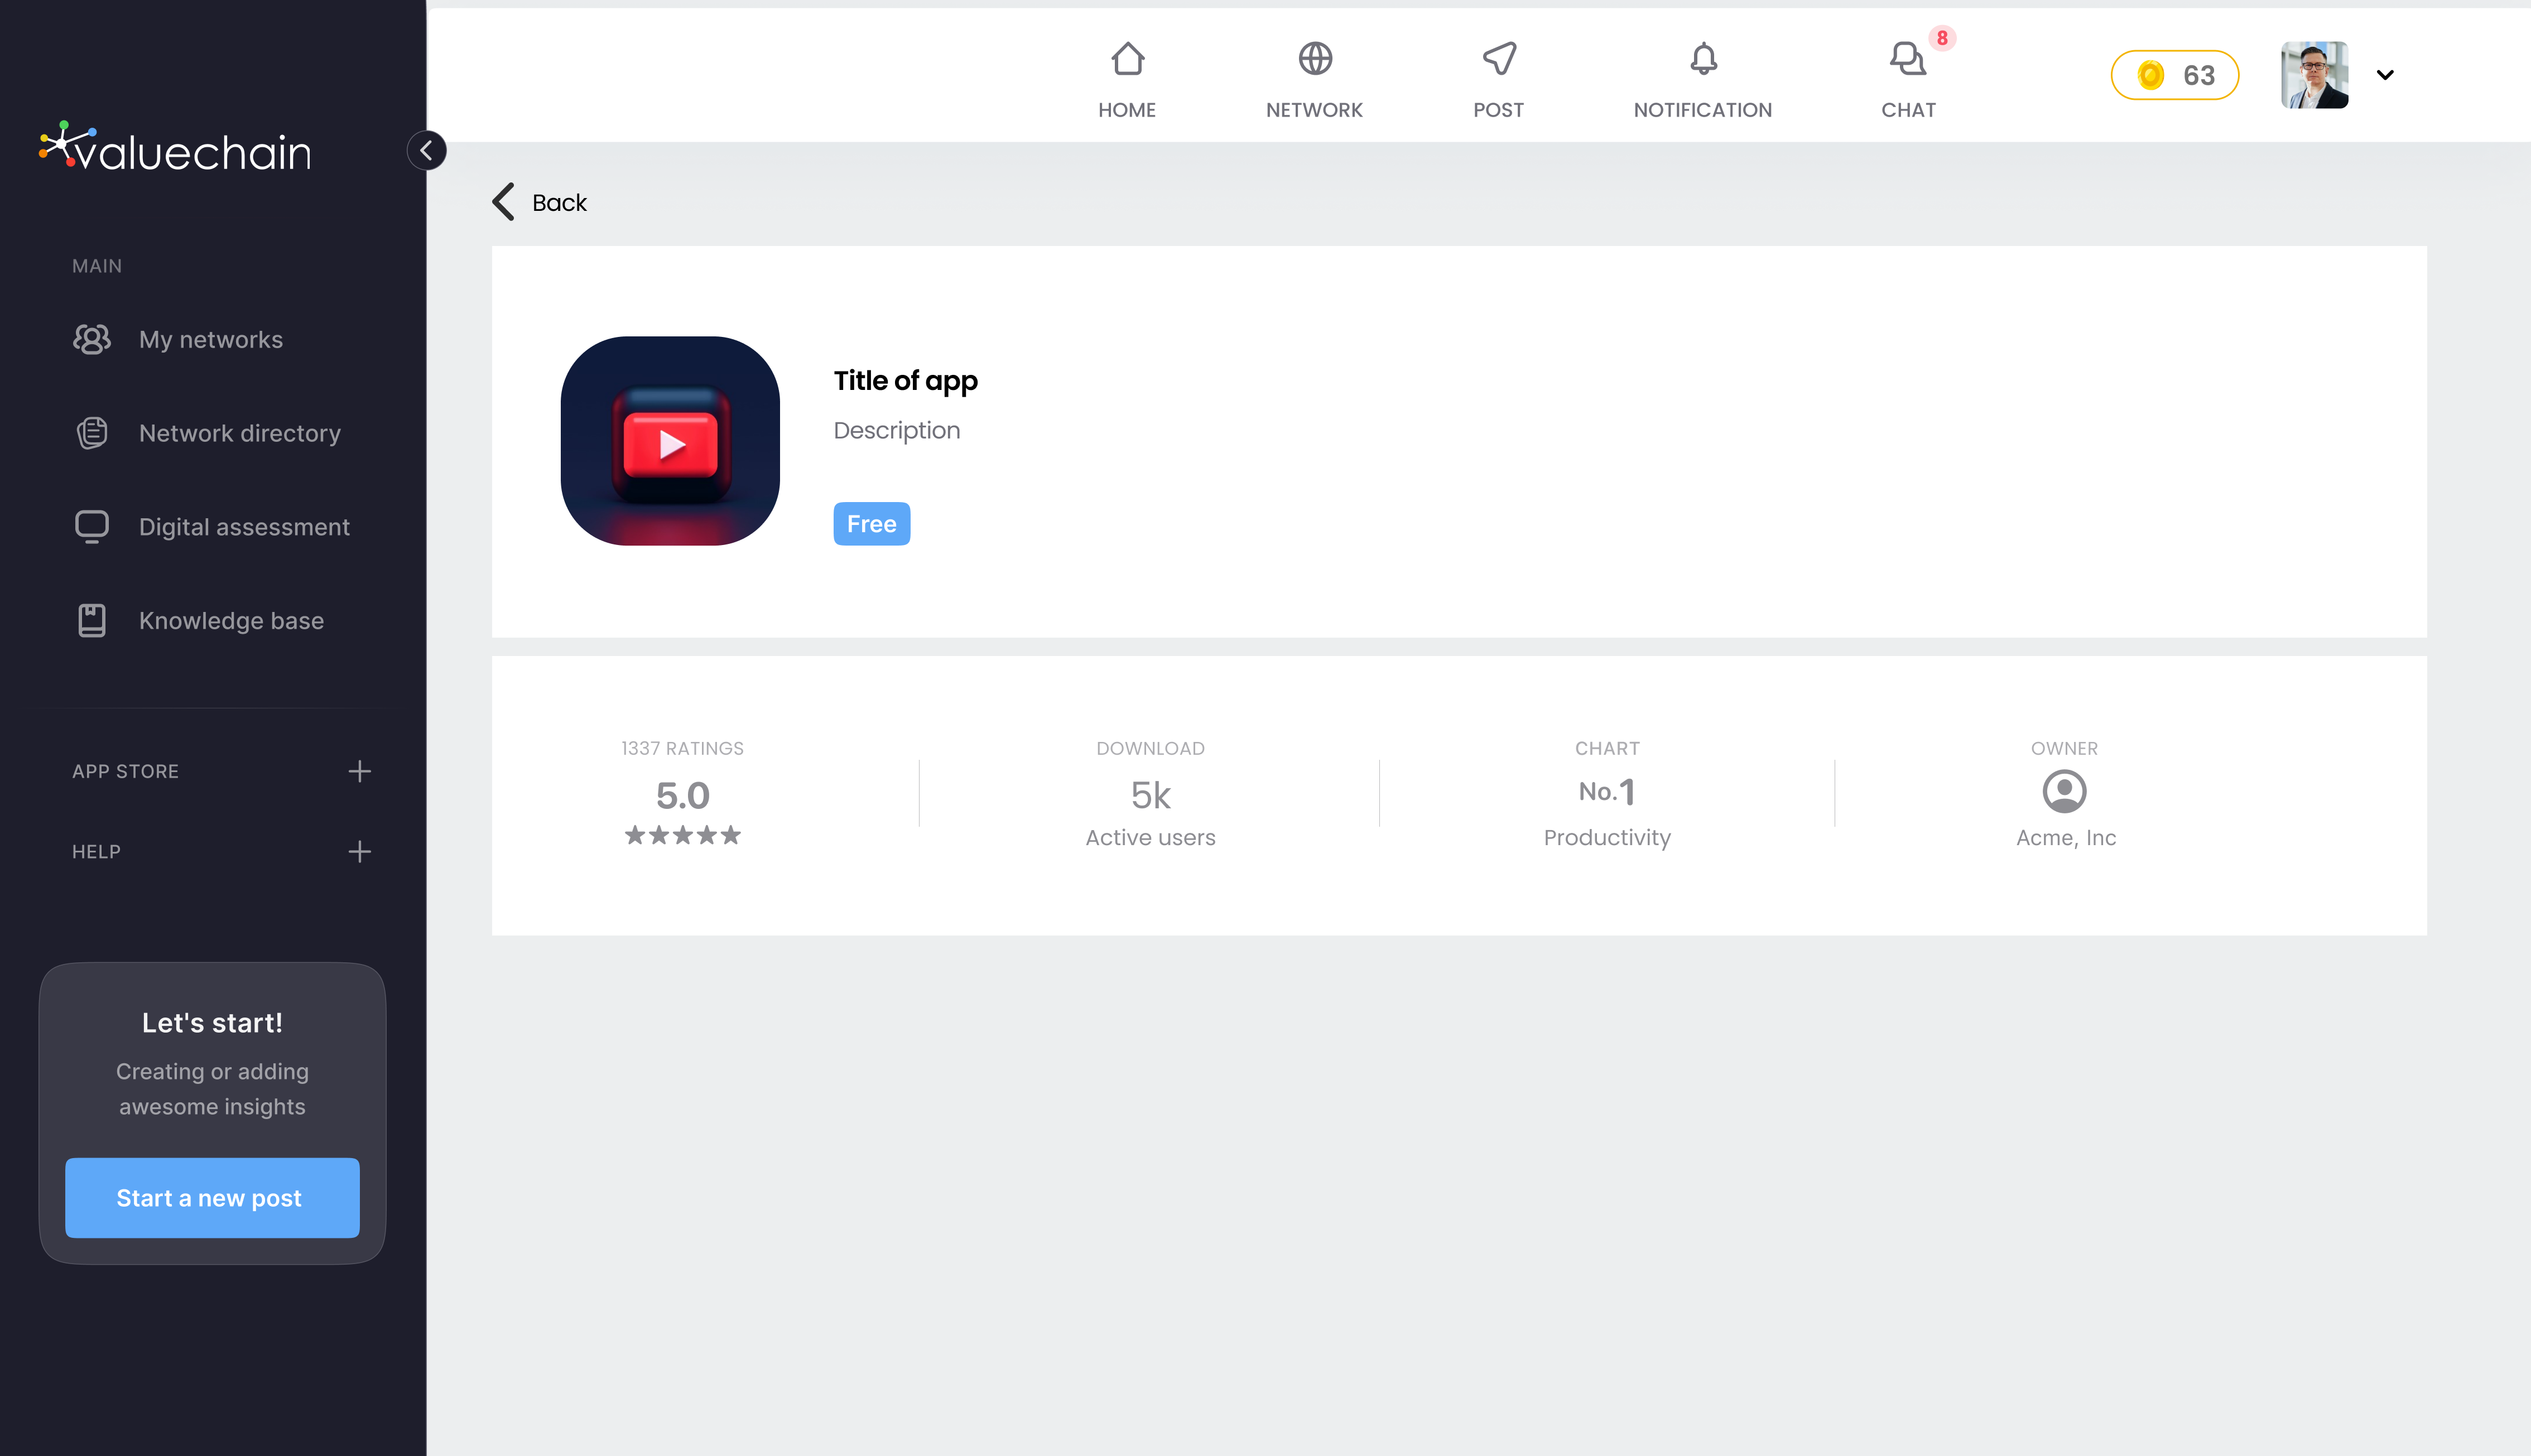 valuechain
MAIN
My networks
Network directory
Digital assessment
Knowledge base
APP STORE
HELP
Let's start!
Creating or adding
awesome insights
Start a new post
HOME
NETWORK
POST
NOTIFICATION
CHAT
8
63
Back
Title of app
Description
Free
1337 RATINGS
5.0
DOWNLOAD
5k
Active users
CHART
No.1
Productivity
OWNER
Acme, Inc